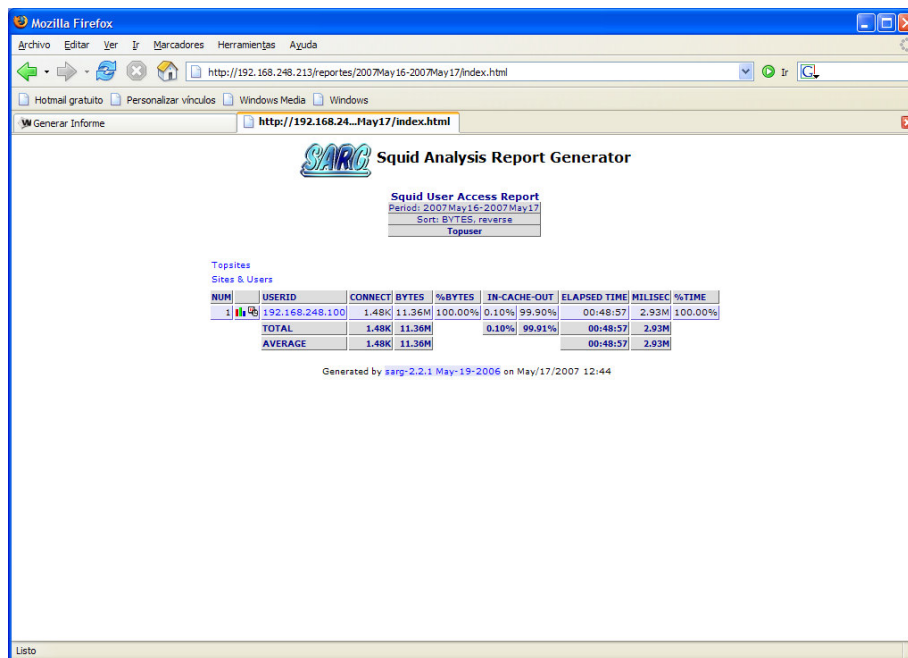 Mozilla Firefox
Archivo Editar Ver Ir Marcadores Herramientas Ayuda
http://192.168.248.213/reportes/2007May16-2007May17/index.html Ir G
Hotmail gratuito Personalizar vínculos Windows Media Windows
W Generar Informe http://192.168.24...May17/index.html
SARG Squid Analysis Report Generator
Squid User Access Report
Period: 2007May16-2007May17
Sort: BYTES, reverse
Topuser
Topsites
Sites & Users
NUM USERID CONNECT BYTES %BYTES IN-CACHE-OUT ELAPSED TIME MILISEC %TIME
1 192.168.248.100 1.48K 11.36M 100.00% 0.10% 99.90% 00:48:57 2.93M 100.00%
TOTAL 1.48K 11.36M 0.10% 99.91% 00:48:57 2.93M
AVERAGE 1.48K 11.36M 00:48:57 2.93M
Generated by sarg-2.2.1 May-19-2006 on May/17/2007 12:44
Listo